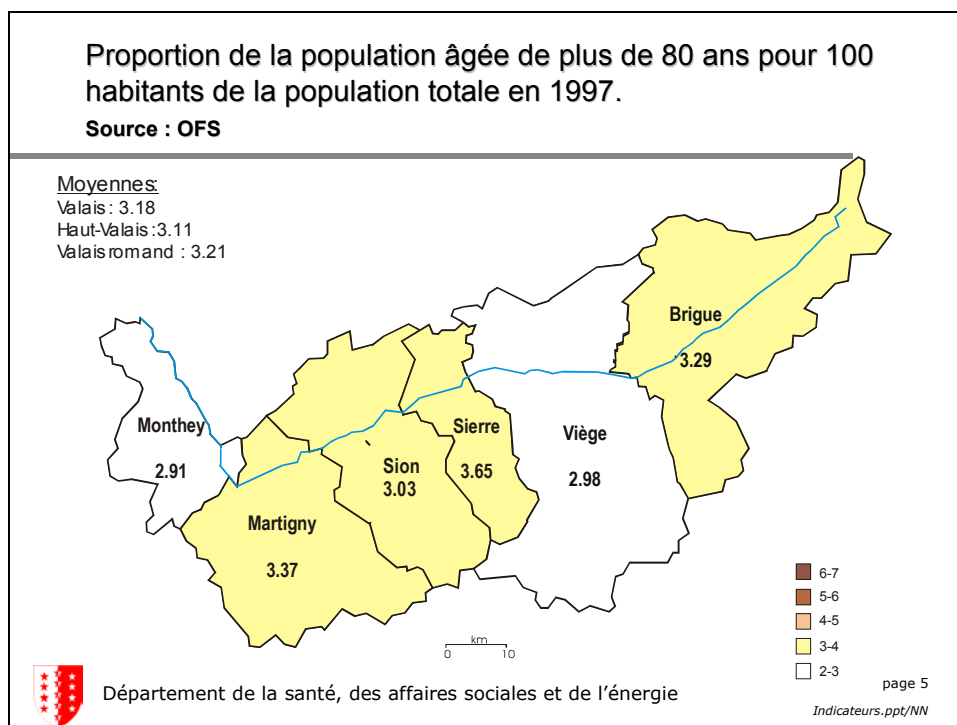 Proportion de la population âgée de plus de 80 ans pour 100
habitants de la population totale en 1997.
Source : OFS
Moyennes:
Valais : 3.18
Haut-Valais :3.11
Valais romand : 3.21
Brigue
3.29
Monthey
2.91
Sierre
3.65
Viège
2.98
Sion
3.03
Martigny
3.37
6-7
5-6
4-5
3-4
2-3
km
0 10
Département de la santé, des affaires sociales et de l'énergie
page 5
Indicateurs.ppt/NN